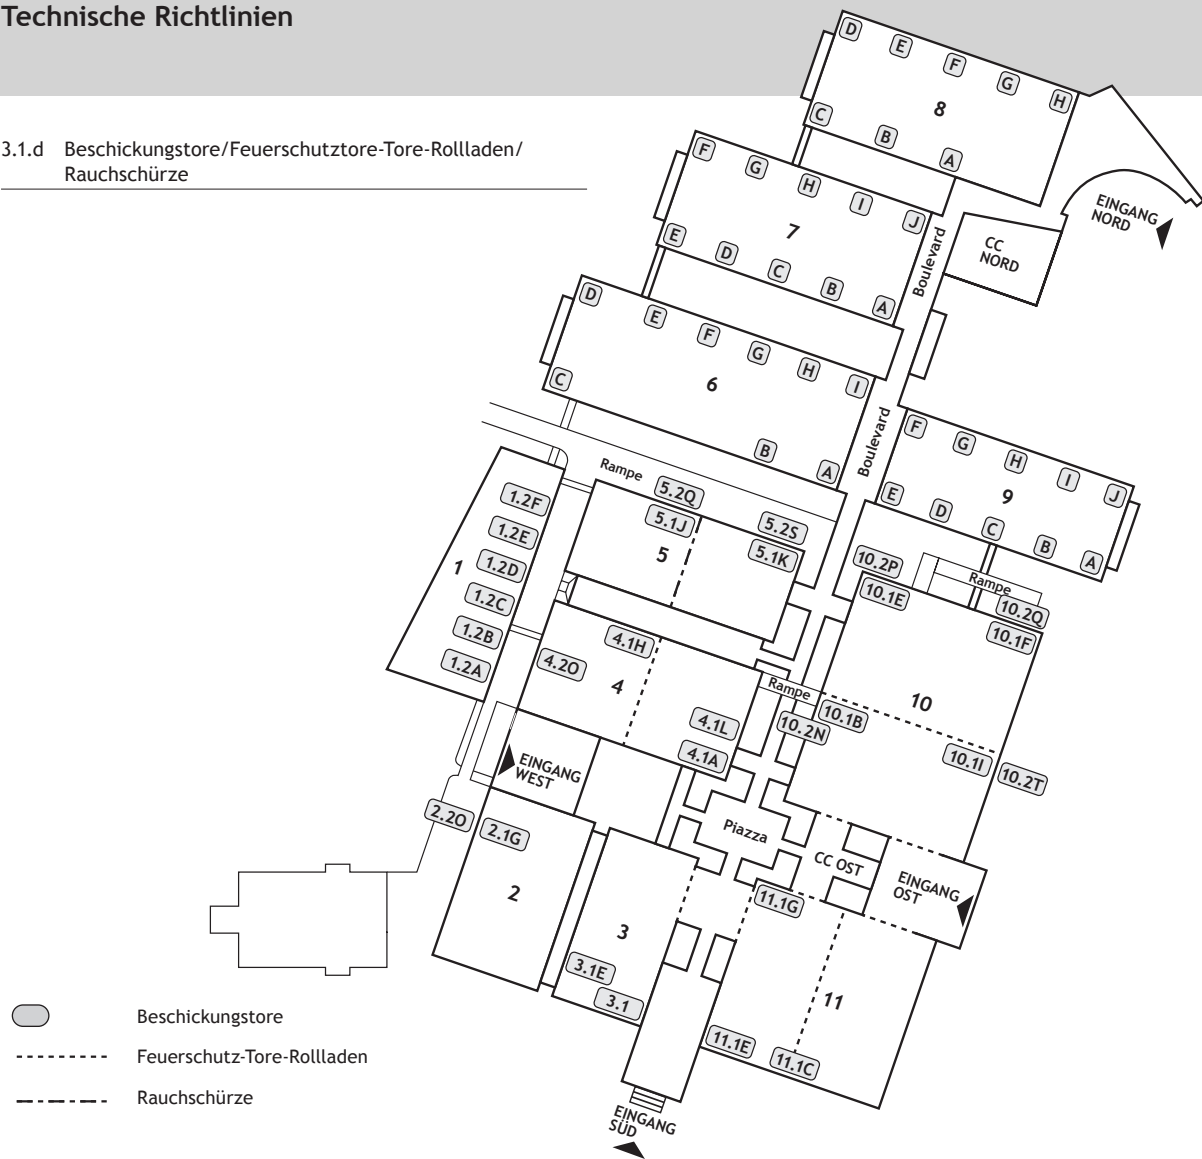 Technische Richtlinien
3.1.d Beschickungstore/Feuerschutztore-Tore-Rollladen/
Rauchschürze
D
E
F
G
H
C
B
A
8
EINGANG
NORD
F
G
H
I
J
E
D
C
B
A
7
Boulevard
CC
NORD
D
E
F
G
H
I
C
B
A
6
Boulevard
F
G
H
I
J
E
D
C
B
A
9
Rampe
5.2Q
5.1J
5.2S
5.1K
5
1.2F
1.2E
1.2D
1.2C
1.2B
1.2A
1
10.2P
10.1E
Rampe
10.2Q
10.1F
4.1H
4.2O
4
4.1L
4.1A
Rampe
10.2N
10.1B
10
10.1I
10.2T
EINGANG
WEST
2.2O
2.1G
2
Piazza
CC OST
EINGANG
OST
11.1G
3
3.1E
3.1
11
11.1E
11.1C
EINGANG
SÜD
Beschickungstore
Feuerschutz-Tore-Rollladen
Rauchschürze